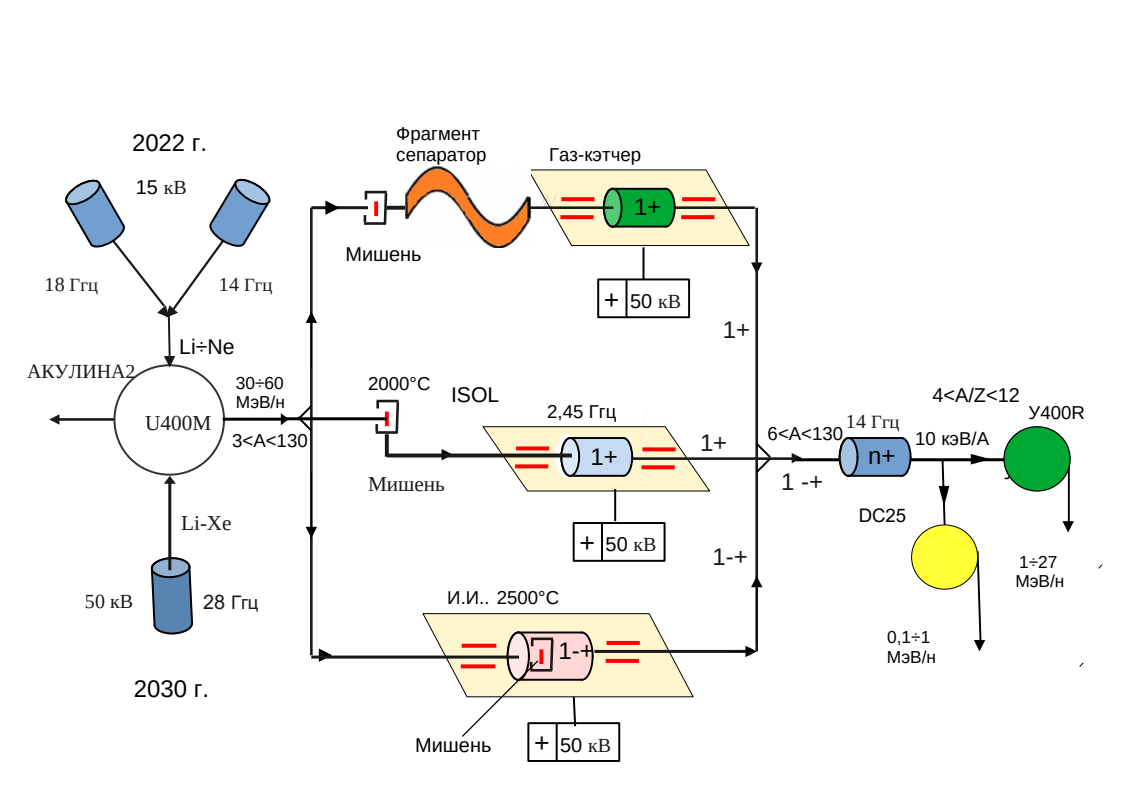 2022 г.
15 кВ
18 Ггц
14 Ггц
Li÷Ne
АКУЛИНА2
U400M
30÷60
МэВ/н
3<A<130
Li-Xe
50 кВ
28 Ггц
2030 г.
Фрагмент
сепаратор
Мишень
Газ-кэтчер
1+
+ 50 кВ
1+
2000°C
ISOL
Мишень
2,45 Ггц
1+
1+
+ 50 кВ
И.И.. 2500°C
1-+
Мишень
+ 50 кВ
1-+
6<A<130
1 -+
14 Ггц
n+
10 кэВ/А
4<A/Z<12
У400R
DC25
1÷27
МэВ/н
0,1÷1
МэВ/н